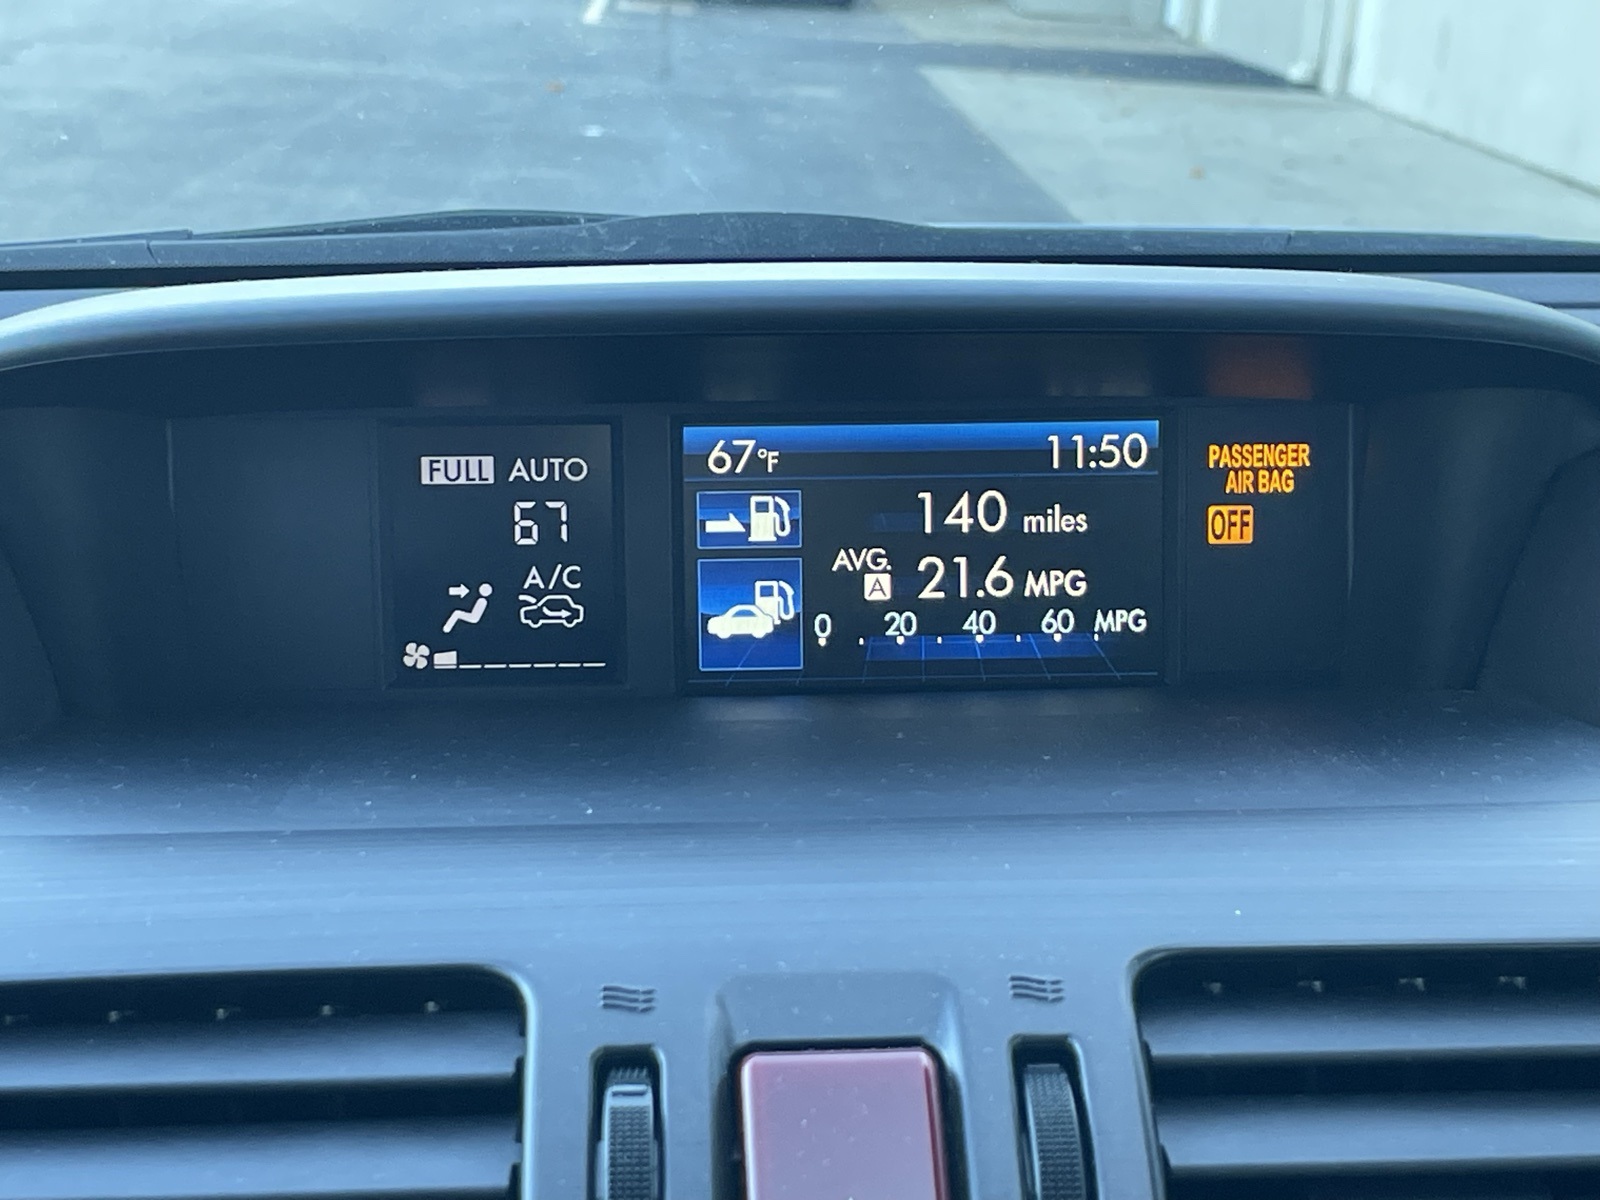 FULL AUTO
67
A/C
67°F 11:50
140 miles
AVG.
A 21.6 MPG
0 20 40 60 MPG
PASSENGER
AIR BAG
OFF